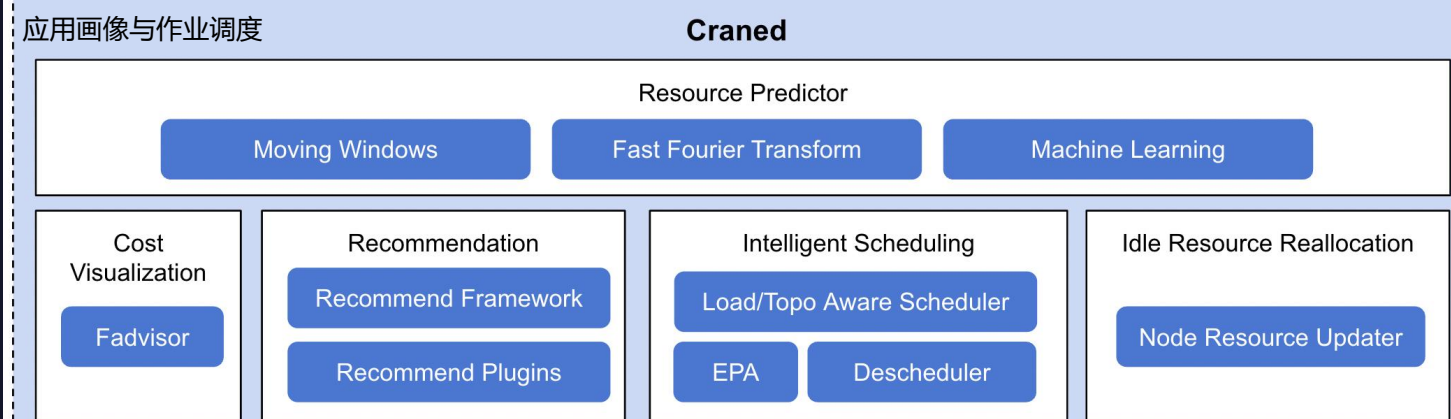 应用画像与作业调度
Craned
Resource Predictor
Moving Windows
Fast Fourier Transform
Machine Learning
Cost
Visualization
Fadvisor
Recommendation
Recommend Framework
Recommend Plugins
Intelligent Scheduling
Load/Topo Aware Scheduler
EPA
Descheduler
Idle Resource Reallocation
Node Resource Updater